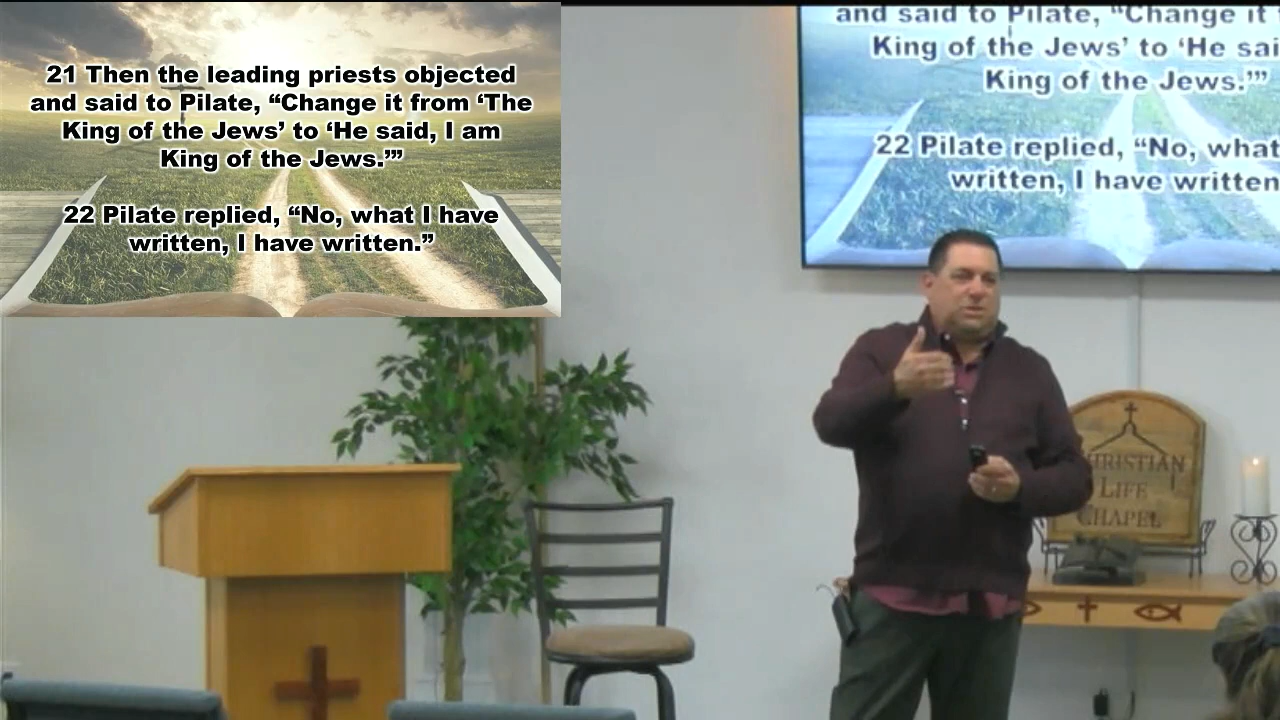 21 Then the leading priests objected
and said to Pilate, “Change it from ‘The
King of the Jews’ to ‘He said, I am
King of the Jews.’”
22 Pilate replied, “No, what I have
written, I have written.”
and said to Pilate, “Change it
King of the Jews’ to ‘He sai
King of the Jews.’”
22 Pilate replied, “No, what
written, I have written
CHRISTIAN
LIFE
CHAPEL